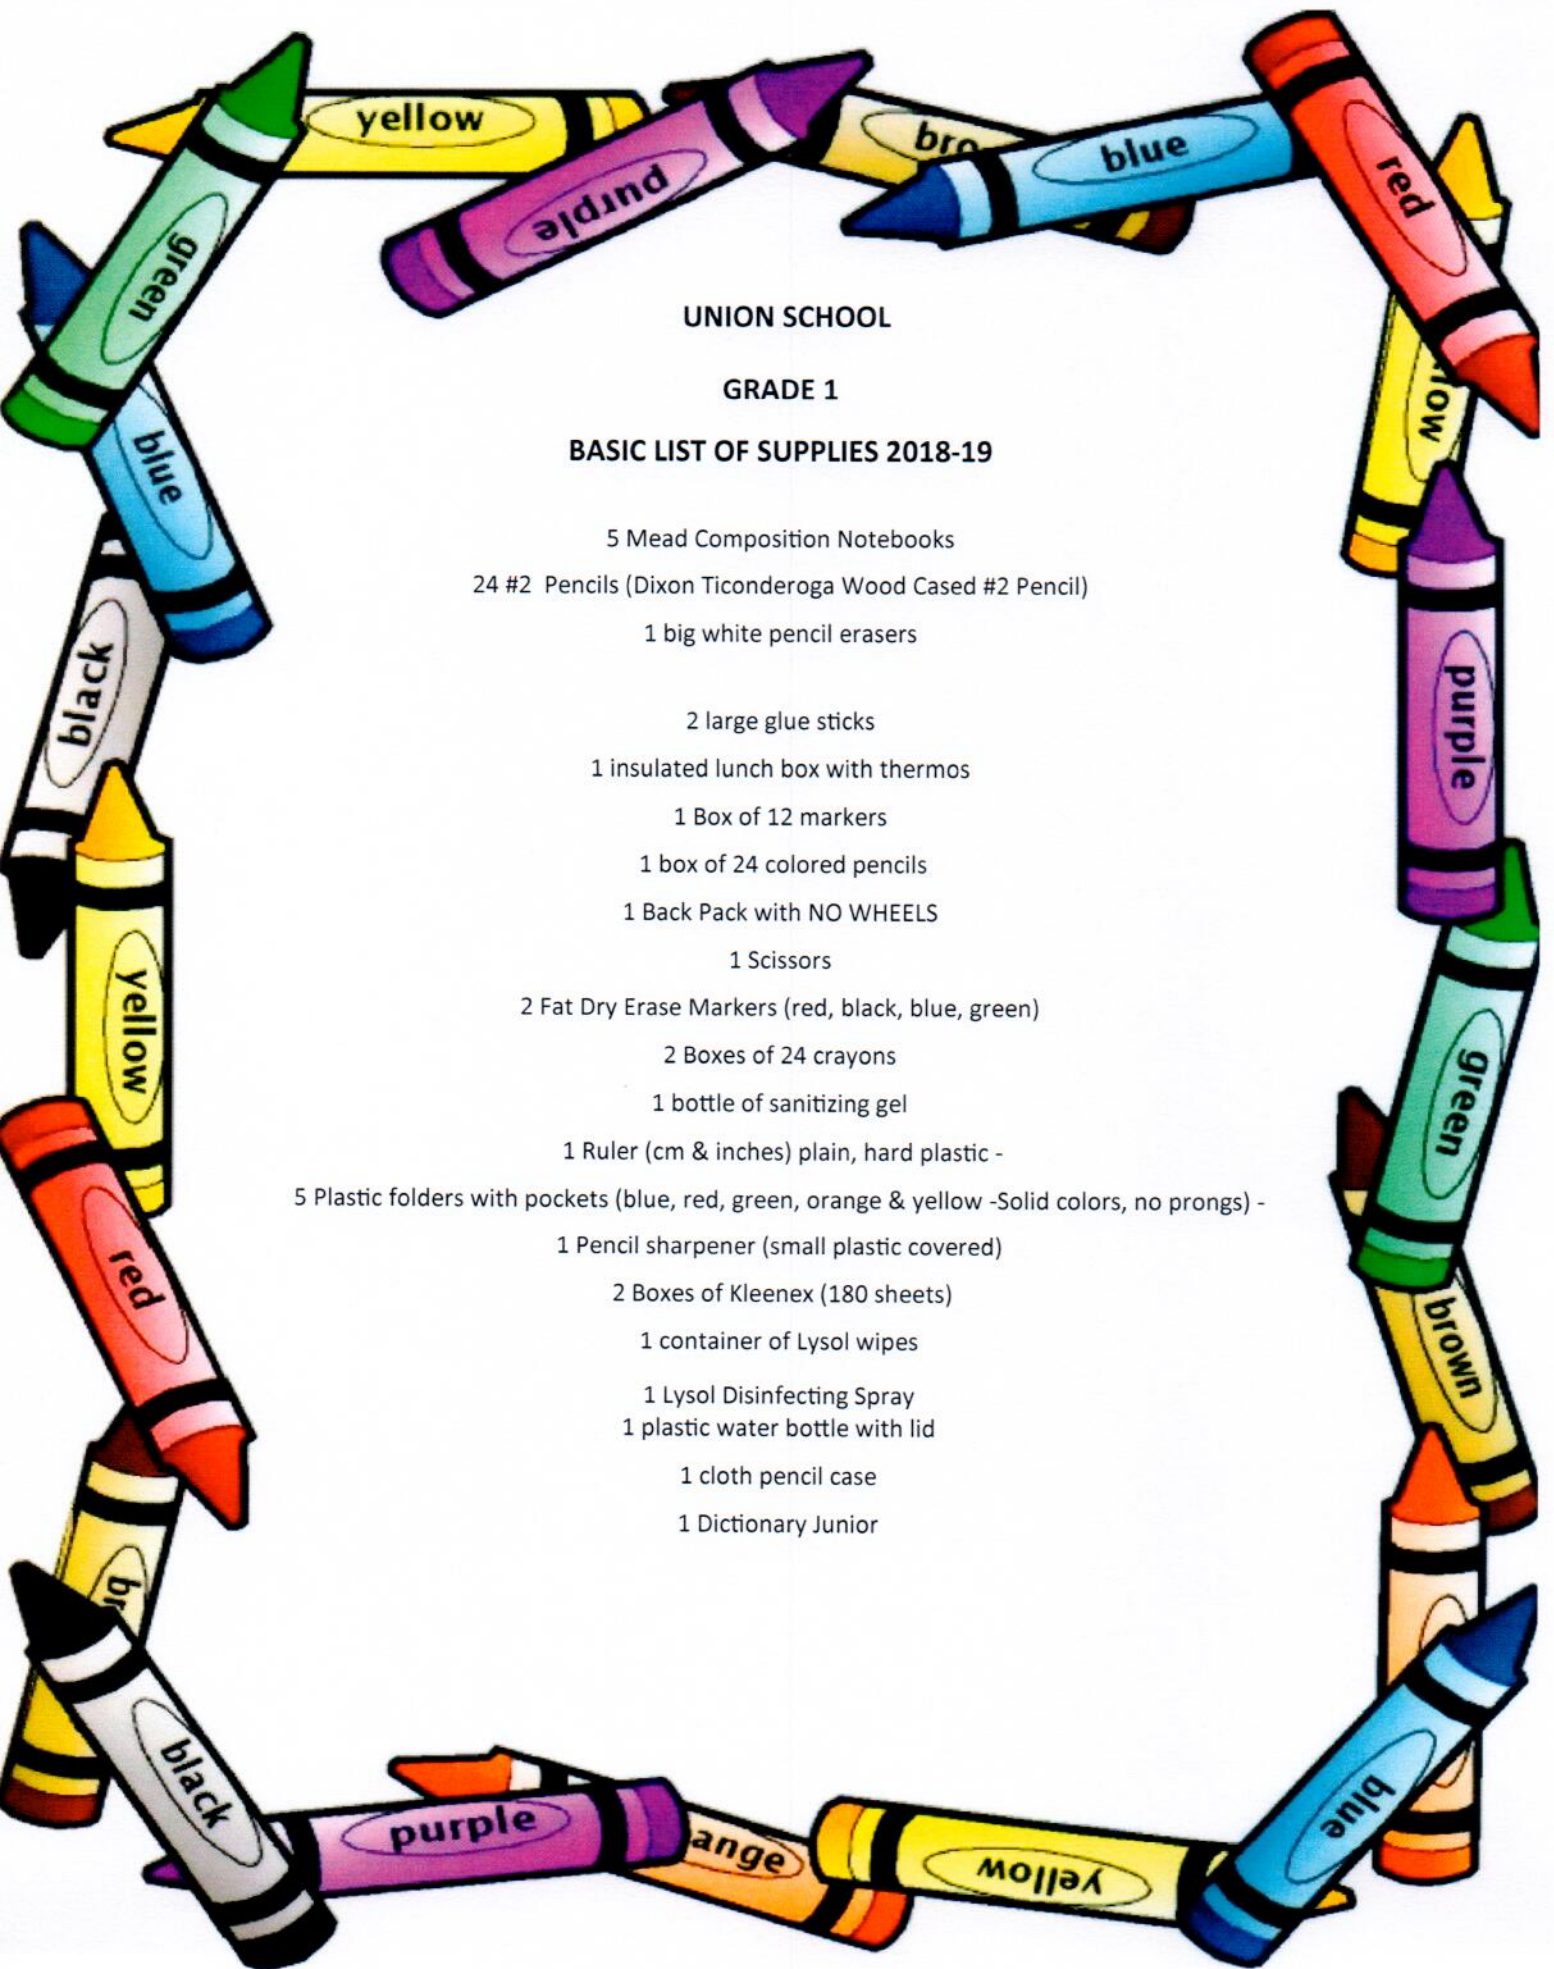 yellow
purple
bro
blue
red
green
low
blue
UNION SCHOOL
GRADE 1
BASIC LIST OF SUPPLIES 2018-19
5 Mead Composition Notebooks
24 #2 Pencils (Dixon Ticonderoga Wood Cased #2 Pencil)
1 big white pencil erasers
black
purple
2 large glue sticks
1 insulated lunch box with thermos
1 Box of 12 markers
1 box of 24 colored pencils
1 Back Pack with NO WHEELS
1 Scissors
yellow
2 Fat Dry Erase Markers (red, black, blue, green)
2 Boxes of 24 crayons
green
1 bottle of sanitizing gel
1 Ruler (cm & inches) plain, hard plastic -
5 Plastic folders with pockets (blue, red, green, orange & yellow -Solid colors, no prongs) -
1 Pencil sharpener (small plastic covered)
red
2 Boxes of Kleenex (180 sheets)
brown
1 container of Lysol wipes
1 Lysol Disinfecting Spray
1 plastic water bottle with lid
1 cloth pencil case
1 Dictionary Junior
br
black
blue
purple
ange
yellow